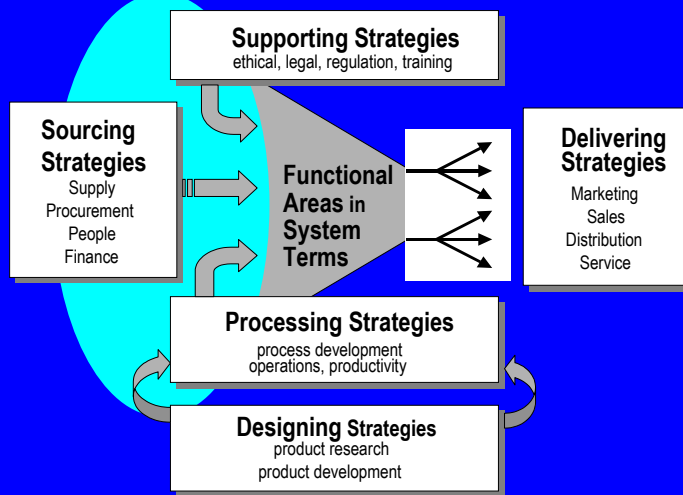 Supporting Strategies
ethical, legal, regulation, training
Sourcing
Strategies
Supply
Procurement
People
Finance
Functional
Areas in
System
Terms
Delivering
Strategies
Marketing
Sales
Distribution
Service
Processing Strategies
process development
operations, productivity
Designing Strategies
product research
product development